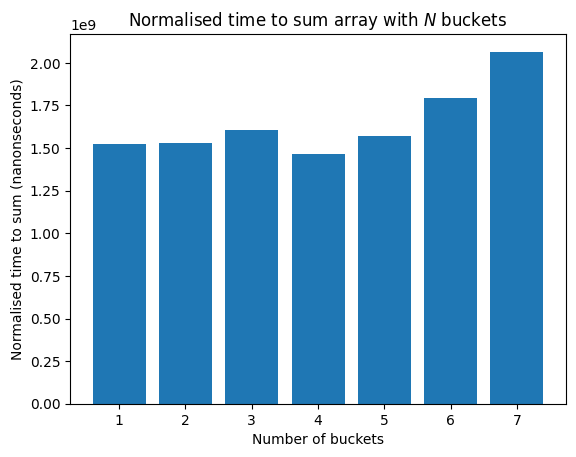 Normalised time to sum array with N buckets
1e9
2.00
1.75
1.50
1.25
1.00
0.75
0.50
0.25
0.00
Normalised time to sum (nanonseconds)
1 2 3 4 5 6 7
Number of buckets